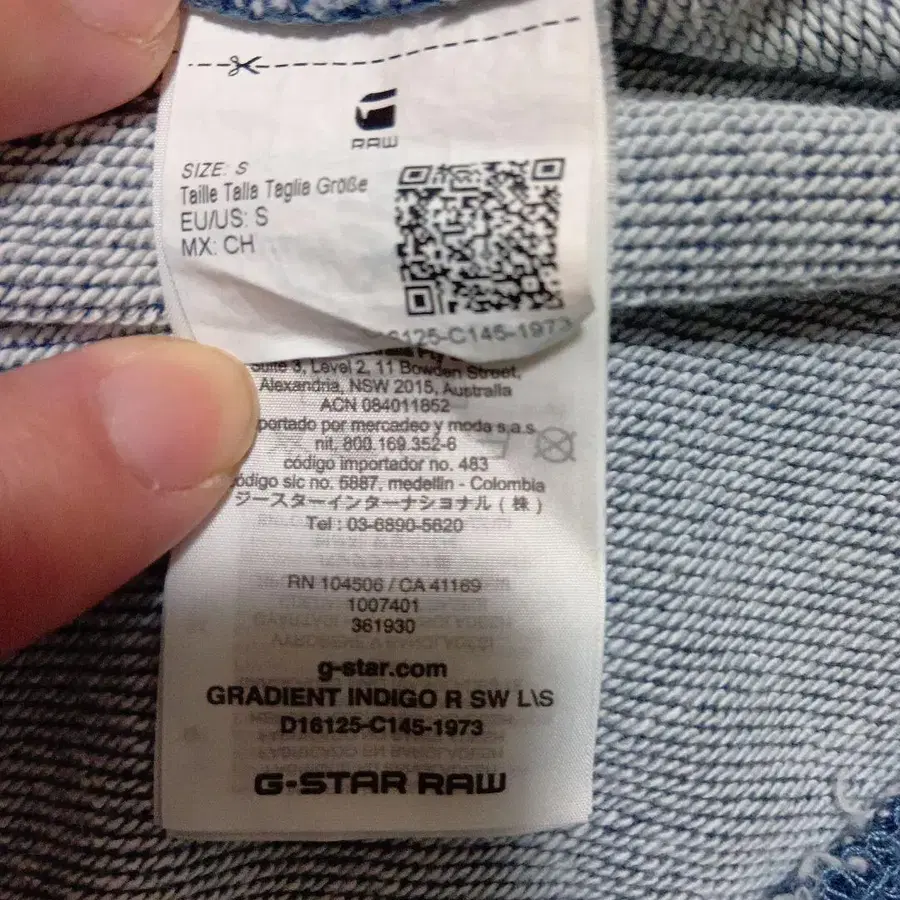 RAW
SIZE: S
Taille Talla Taglia Größe
EU/US: S
MX: CH
6125-C145-1973
Suite 3, Level 2, 11 Bowden Street,
Alexandria, NSW 2015, Australia
ACN 084011852
portado por mercadeo y moda s.a.s
nit. 800.169.352-6
código importador no. 483
ódigo sic no. 5887, medellin - Colombia
ジースターインターナショナル(株)
Tel : 03-6890-5620
RN 104506 / CA 41169
1007401
361930
g-star.com
GRADIENT INDIGO R SW L\S
D16125-C145-1973
G-STAR RAW